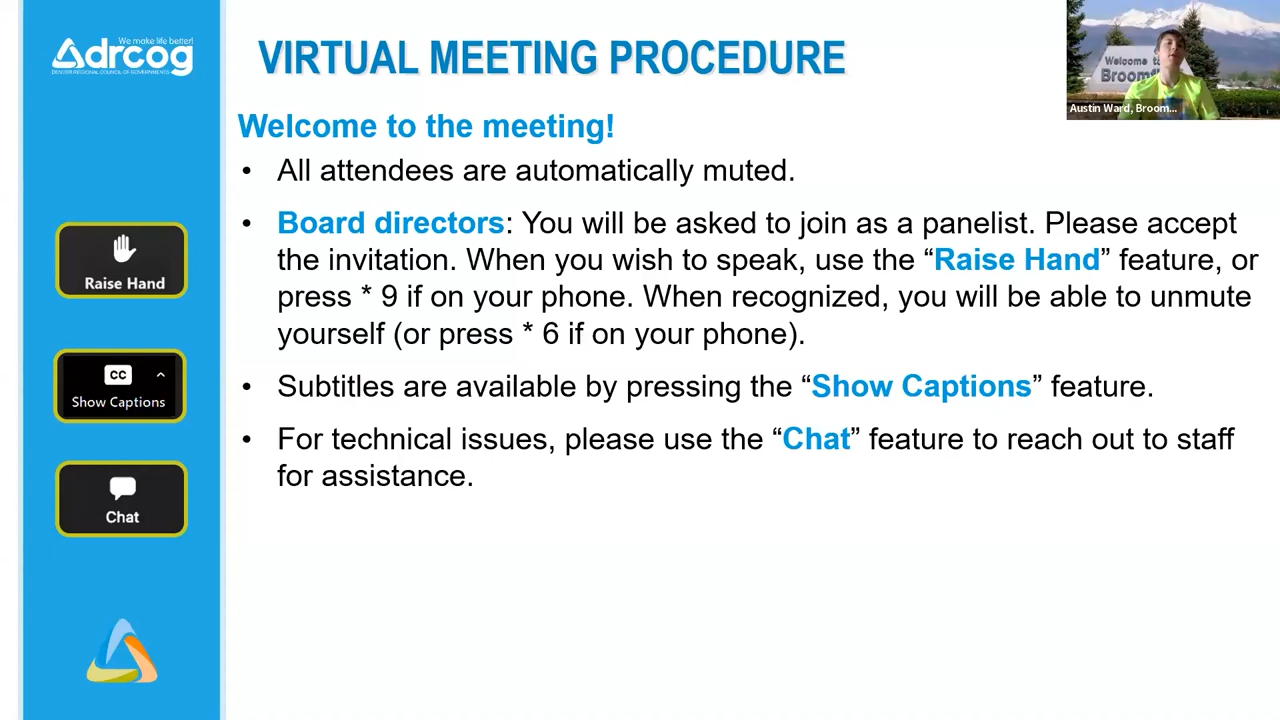 We make life better!
drcog
DENVER REGIONAL COUNCIL OF GOVERNMENTS
VIRTUAL MEETING PROCEDURE
Welcome to
Broomf
Austin Ward, Broom...
Welcome to the meeting!
• All attendees are automatically muted.
• Board directors: You will be asked to join as a panelist. Please accept
the invitation. When you wish to speak, use the “Raise Hand” feature, or
press * 9 if on your phone. When recognized, you will be able to unmute
yourself (or press * 6 if on your phone).
• Subtitles are available by pressing the “Show Captions” feature.
• For technical issues, please use the “Chat” feature to reach out to staff
for assistance.
Raise Hand
CC
Show Captions
Chat